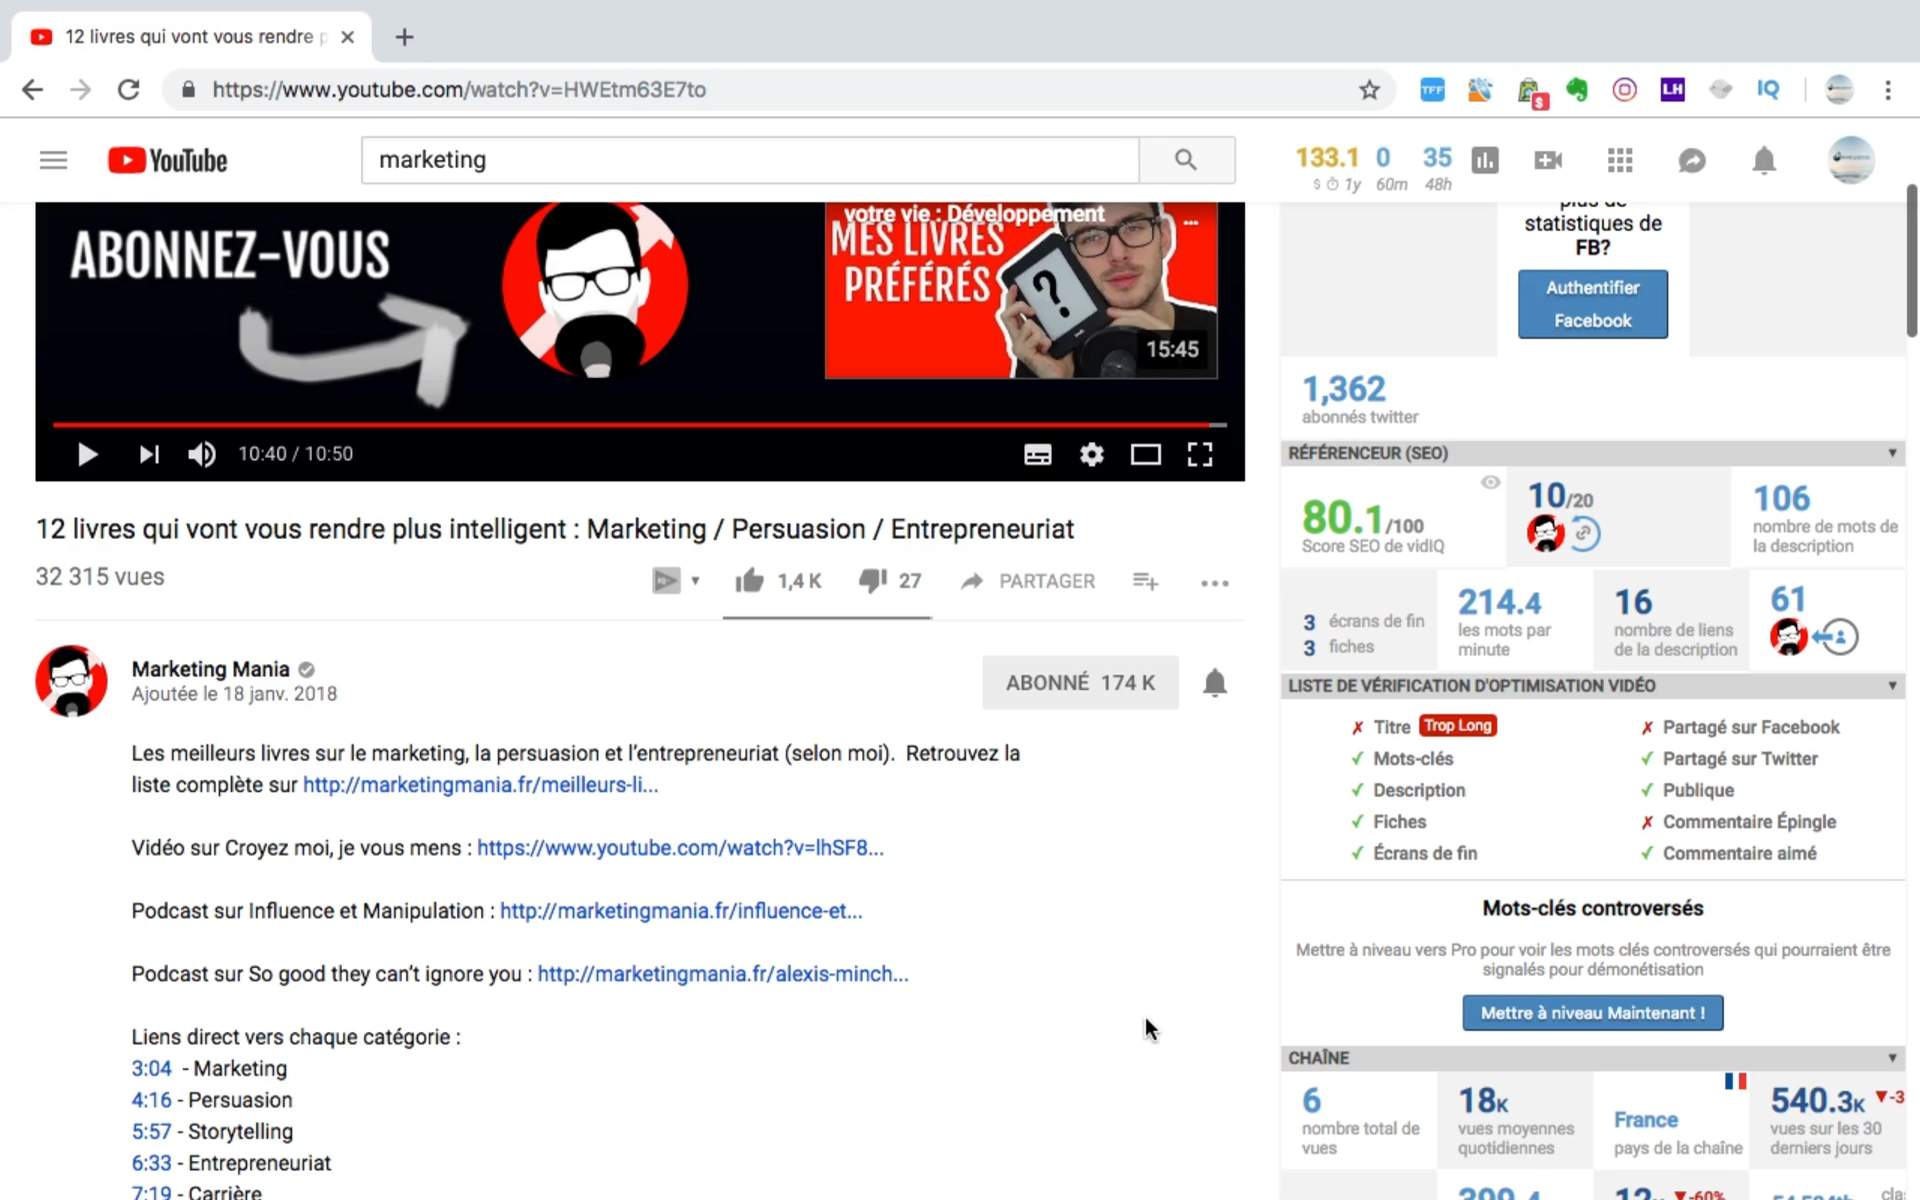 12 livres qui vont vous rendre p
https://www.youtube.com/watch?v=HWEtm63E7to
TFF
$
LH
IQ
YouTube
marketing
133.1 0 35
$ 1y 60m 48h
ABONNEZ-VOUS
votre vie : Développement
MES LIVRES
PRÉFÉRÉS
?
15:45
10:40 / 10:50
12 livres qui vont vous rendre plus intelligent : Marketing / Persuasion / Entrepreneuriat
32 315 vues
1,4 K
27
PARTAGER
Marketing Mania
Ajoutée le 18 janv. 2018
ABONNÉ 174 K
Les meilleurs livres sur le marketing, la persuasion et l’entrepreneuriat (selon moi). Retrouvez la
liste complète sur http://marketingmania.fr/meilleurs-li...
Vidéo sur Croyez moi, je vous mens : https://www.youtube.com/watch?v=lhSF8...
Podcast sur Influence et Manipulation : http://marketingmania.fr/influence-et...
Podcast sur So good they can’t ignore you : http://marketingmania.fr/alexis-minch...
Liens direct vers chaque catégorie :
3:04 - Marketing
4:16 - Persuasion
5:57 - Storytelling
6:33 - Entrepreneuriat
7:19 - Carrière
plus de
statistiques de
FB?
Authentifier
Facebook
1,362
abonnés twitter
RÉFÉRENCEUR (SEO)
80.1/100
Score SEO de vidIQ
10/20
106
nombre de mots de
la description
3 écrans de fin
3 fiches
214.4
les mots par
minute
16
nombre de liens
de la description
61
LISTE DE VÉRIFICATION D'OPTIMISATION VIDÉO
✗ Titre Trop Long
✓ Mots-clés
✓ Description
✓ Fiches
✓ Écrans de fin
✗ Partagé sur Facebook
✓ Partagé sur Twitter
✓ Publique
✗ Commentaire Épingle
✓ Commentaire aimé
Mots-clés controversés
Mettre à niveau vers Pro pour voir les mots clés controversés qui pourraient être
signalés pour démonétisation
Mettre à niveau Maintenant !
CHAÎNE
6
nombre total de
vues
18K
vues moyennes
quotidiennes
France
pays de la chaîne
540.3K ▼-3
vues sur les 30
derniers jours
▼-60%